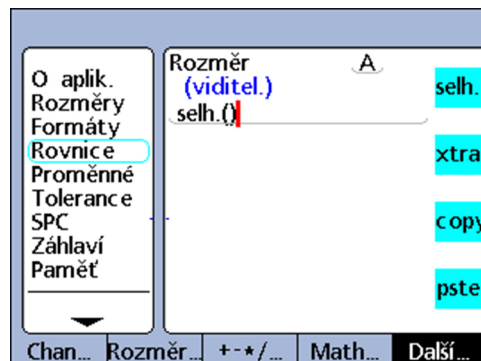 O aplik.
Rozměry
Formáty
Rovnice
Proměnné
Tolerance
SPC
Záhlaví
Paměť
Rozměr A
(viditel.)
selh.()
selh.
xtra
copy
pste
Chan... Rozměr... +-*/... Math... Další...